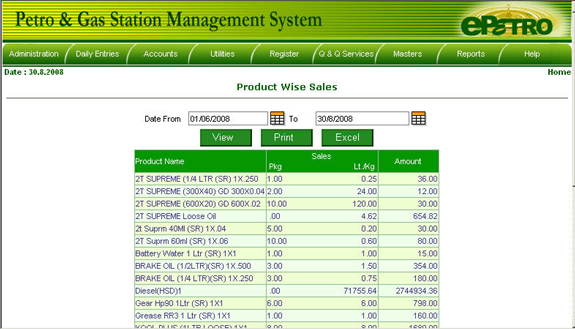 Petro & Gas Station Management System
ePetro
Administration Daily Entries Accounts Utilities Register Q & Q Services Masters Reports Help
Date : 30.8.2008 Home
Product Wise Sales
Date From 01/06/2008 To 30/8/2008
View Print Excel
Product Name Sales Amount
Pkg Lt./Kg
2T SUPREME (1/4 LTR (SR) 1X.250 1.00 0.25 36.00
2T SUPREME (300X40) GD 300X0.04 2.00 24.00 12.00
2T SUPREME (600X20) GD 600X.02 10.00 120.00 30.00
2T SUPREME Loose Oil .00 4.62 654.82
2t Suprm 40Ml (SR) 1X.04 5.00 0.20 30.00
2T Suprm 60ml (SR) 1X.06 10.00 0.60 80.00
Battery Water 1 Ltr (SR) 1X1 1.00 1.00 15.00
BRAKE OIL (1/2LTR)(SR) 1X.500 3.00 1.50 354.00
BRAKE OIL (1/4 LTR)(SR) 1X.250 3.00 0.75 180.00
Diesel(HSD)1 .00 71755.64 2744934.36
Gear Hp90 1Ltr (SR) 1X1 6.00 6.00 798.00
Grease RR3 1 Ltr (SR) 1X1 1.00 1.00 160.00